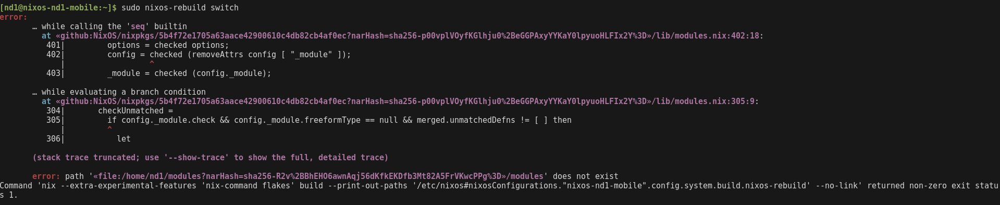 [nd1@nixos-nd1-mobile:~]$ sudo nixos-rebuild switch
error:
… while calling the 'seq' builtin
at «github:NixOS/nixpkgs/5b4f72e1705a63aace42900610c4db82cb4af0ec?narHash=sha256-p00vplVOyfKGlhju0%2BeGGPAxyYYKaY0lpyuoHLFIx2Y%3D»/lib/modules.nix:402:18:
401|         options = checked options;
402|         config = checked (removeAttrs config [ "_module" ]);
|                  ^
403|         _module = checked (config._module);
… while evaluating a branch condition
at «github:NixOS/nixpkgs/5b4f72e1705a63aace42900610c4db82cb4af0ec?narHash=sha256-p00vplVOyfKGlhju0%2BeGGPAxyYYKaY0lpyuoHLFIx2Y%3D»/lib/modules.nix:305:9:
304|       checkUnmatched =
305|         if config._module.check && config._module.freeformType == null && merged.unmatchedDefns != [ ] then
|         ^
306|           let
(stack trace truncated; use '--show-trace' to show the full, detailed trace)
error: path '«file:/home/nd1/modules?narHash=sha256-R2v%2BBhEHO6awnAqj56dKfkEKDfb3Mt82A5FrVKwcPPg%3D»/modules' does not exist
Command 'nix --extra-experimental-features 'nix-command flakes' build --print-out-paths '/etc/nixos#nixosConfigurations."nixos-nd1-mobile".config.system.build.nixos-rebuild' --no-link' returned non-zero exit statu
s 1.